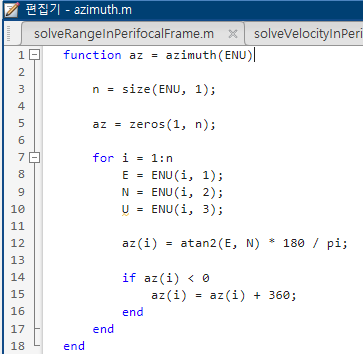 편집기 - azimuth.m
solveRangeInPerifocalFrame.m × solveVelocityInPeri
1 function az = azimuth(ENU)
2
3 n = size(ENU, 1);
4
5 az = zeros(1, n);
6
7 for i = 1:n
8 E = ENU(i, 1);
9 N = ENU(i, 2);
10 U = ENU(i, 3);
11
12 az(i) = atan2(E, N) * 180 / pi;
13
14 if az(i) < 0
15 az(i) = az(i) + 360;
16 end
17 end
18 end